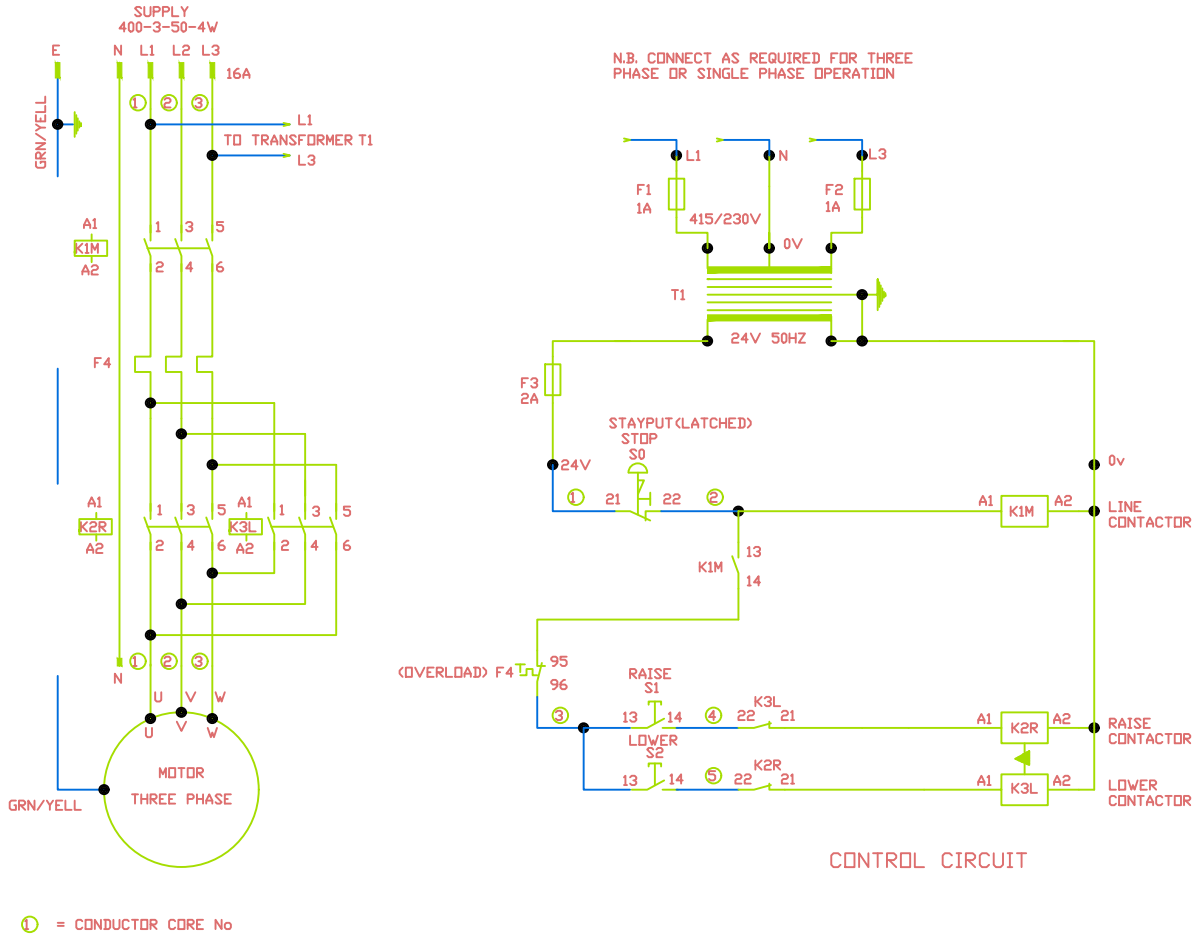 SUPPLY
400-3-50-4W
E N L1 L2 L3
16A
1 2 3
GRN/YELL
L1
TO TRANSFORMER T1
L3
A1
K1M
A2
1 3 5
2 4 6
F4
A1
K2R
A2
1 3 5
2 4 6
A1
K3L
A2
1 3 5
2 4 6
1 2 3
N
U V W
U V W
MOTOR
THREE PHASE
GRN/YELL
1 = CONDUCTOR CORE No
N.B. CONNECT AS REQUIRED FOR THREE
PHASE OR SINGLE PHASE OPERATION
L1 N L3
F1
1A
F2
1A
415/230V
0V
T1
24V 50HZ
F3
2A
STAYPUT(LATCHED)
STOP
S0
24V
0v
1 21 22 2
A1 K1M A2
LINE
CONTACTOR
K1M
13
14
(OVERLOAD) F4
95
96
RAISE
S1
3 13 14 4
K3L
22 21
A1 K2R A2
RAISE
CONTACTOR
LOWER
S2
13 14 5
K2R
22 21
A1 K3L A2
LOWER
CONTACTOR
CONTROL CIRCUIT